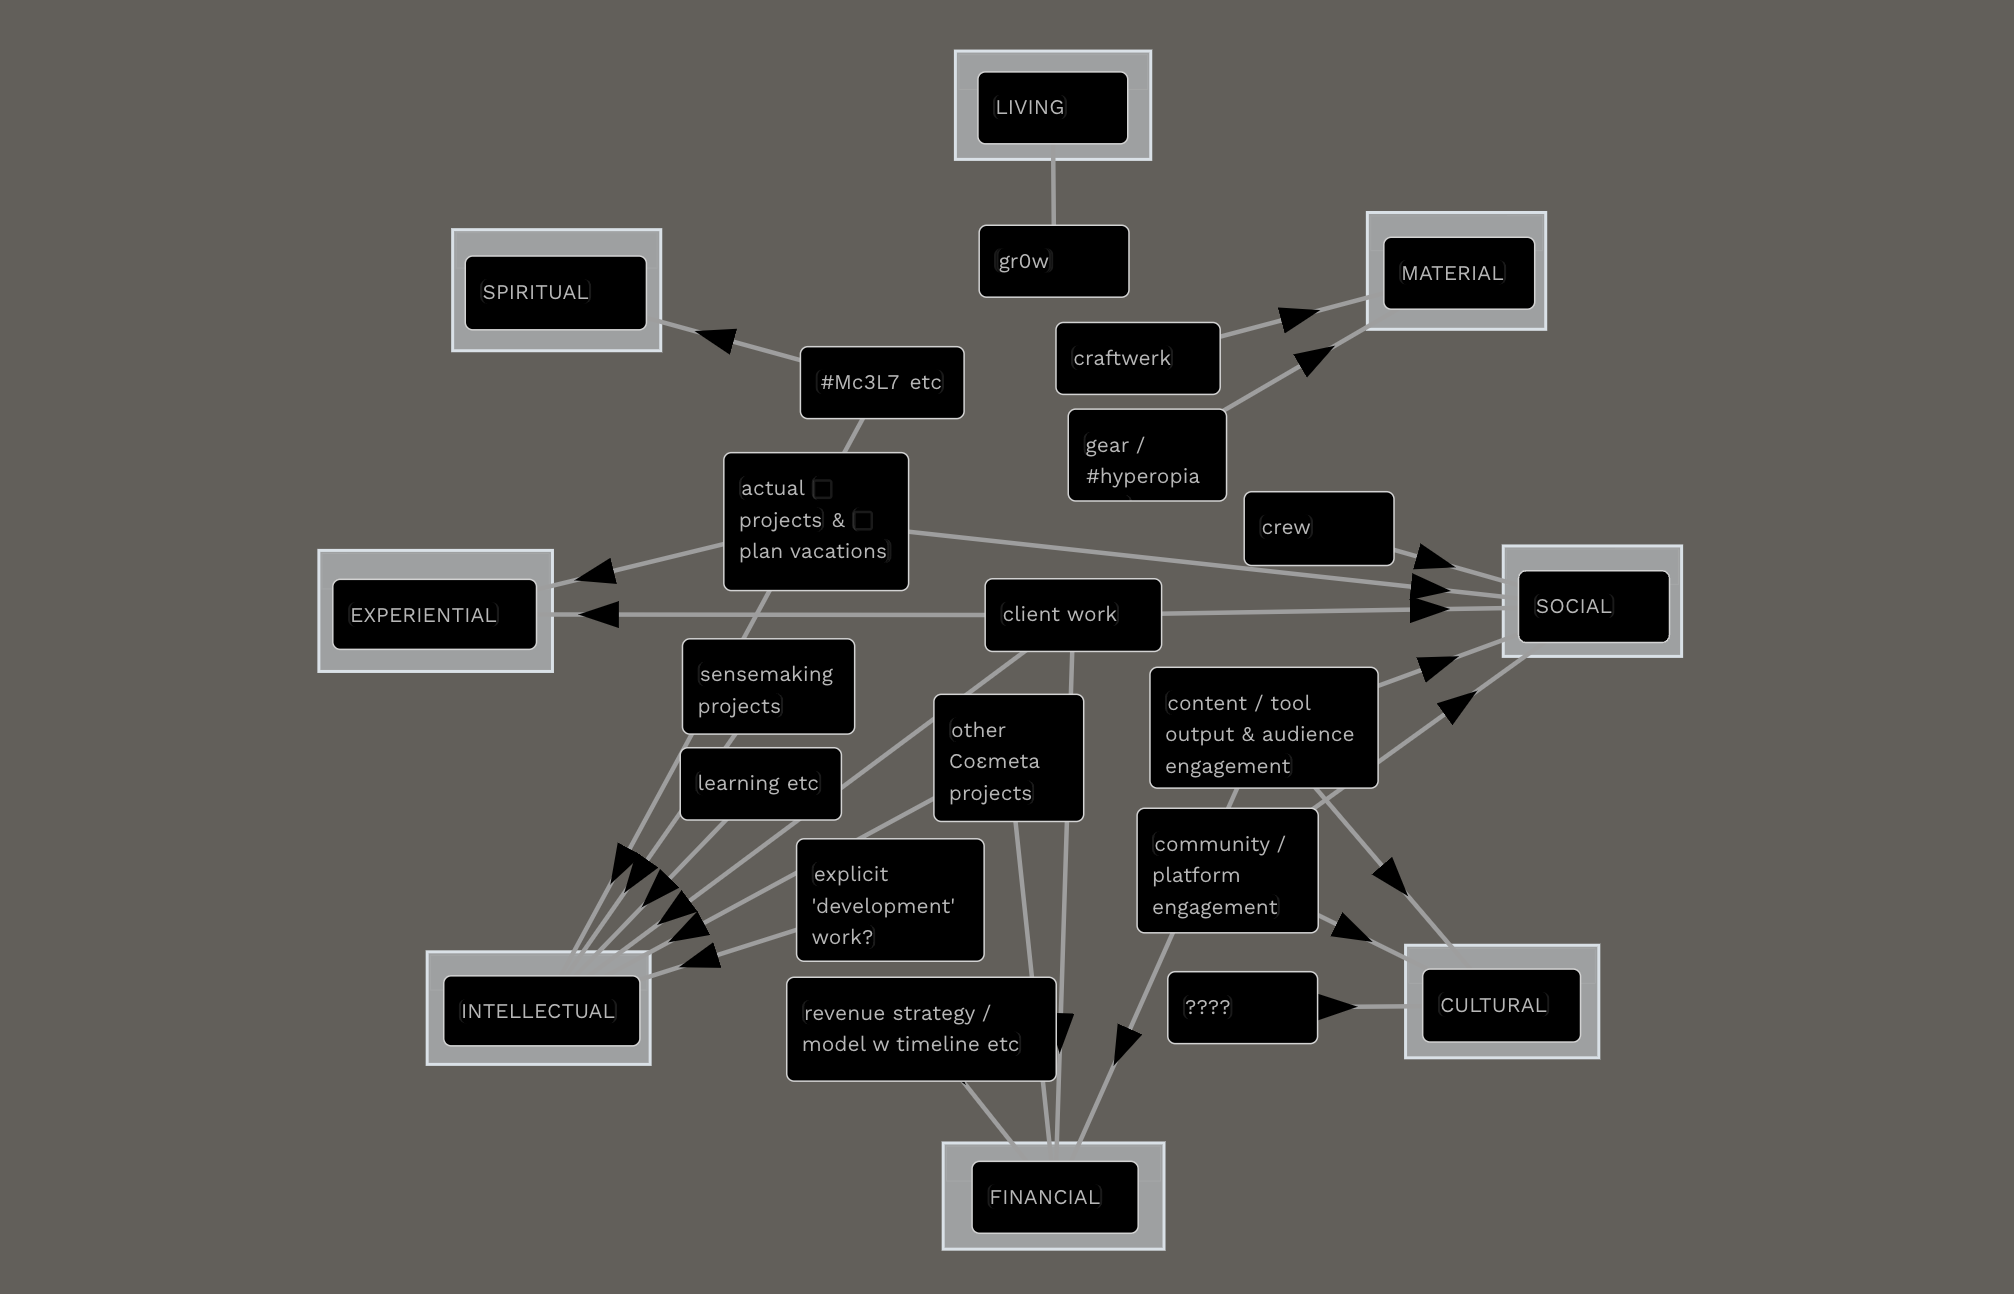 LIVING
gr0w
SPIRITUAL
MATERIAL
craftwerk
#Mc3L7 etc
gear /
#hyperopia
actual
projects &
plan vacations
crew
EXPERIENTIAL
client work
SOCIAL
sensemaking
projects
other
Coεmeta
projects
content / tool
output & audience
engagement
learning etc
explicit
'development'
work?
community /
platform
engagement
INTELLECTUAL
revenue strategy /
model w timeline etc
????
CULTURAL
FINANCIAL